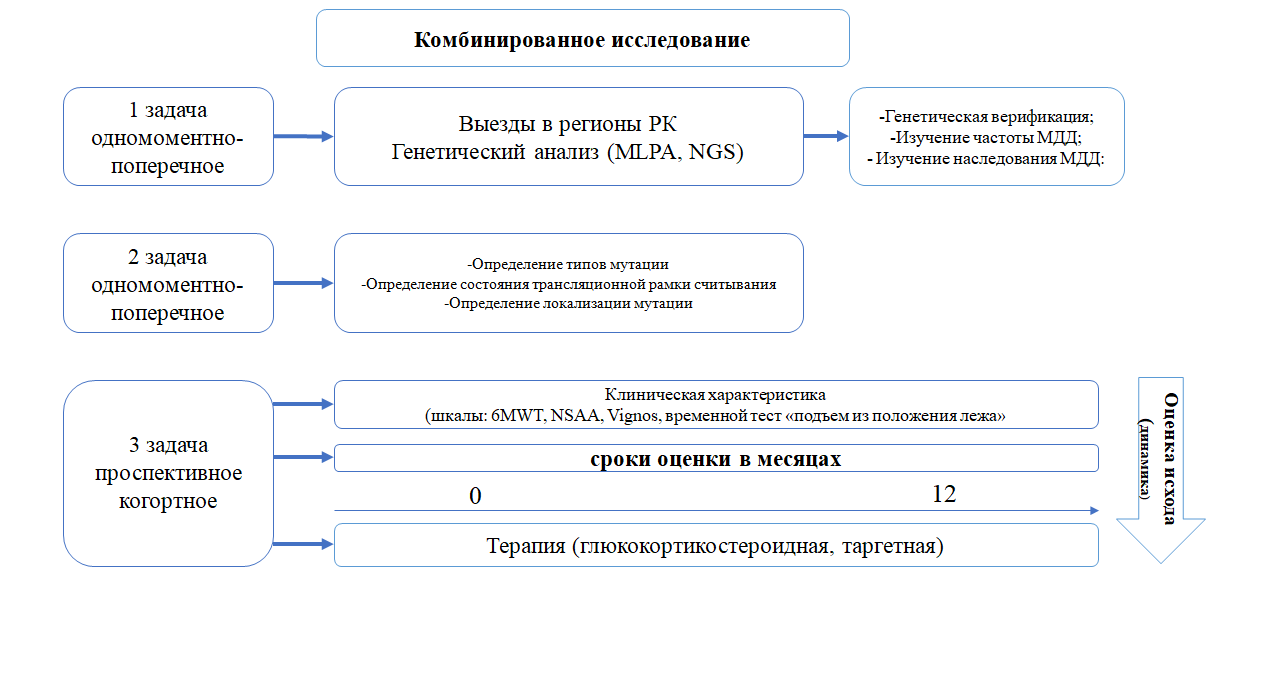 Комбинированное исследование
1 задача
одномоментно-
поперечное
Выезды в регионы РК
Генетический анализ (MLPA, NGS)
-Генетическая верификация;
-Изучение частоты МДД;
- Изучение наследования МДД:
2 задача
одномоментно-
поперечное
-Определение типов мутации
-Определение состояния трансляционной рамки считывания
-Определение локализации мутации
3 задача
проспективное
когортное
Клиническая характеристика
(шкалы: 6MWT, NSAA, Vignos, временной тест «подъем из положения лежа»
сроки оценки в месяцах
0
12
Терапия (глюкокортикостероидная, таргетная)
Оценка исхода
(динамика)